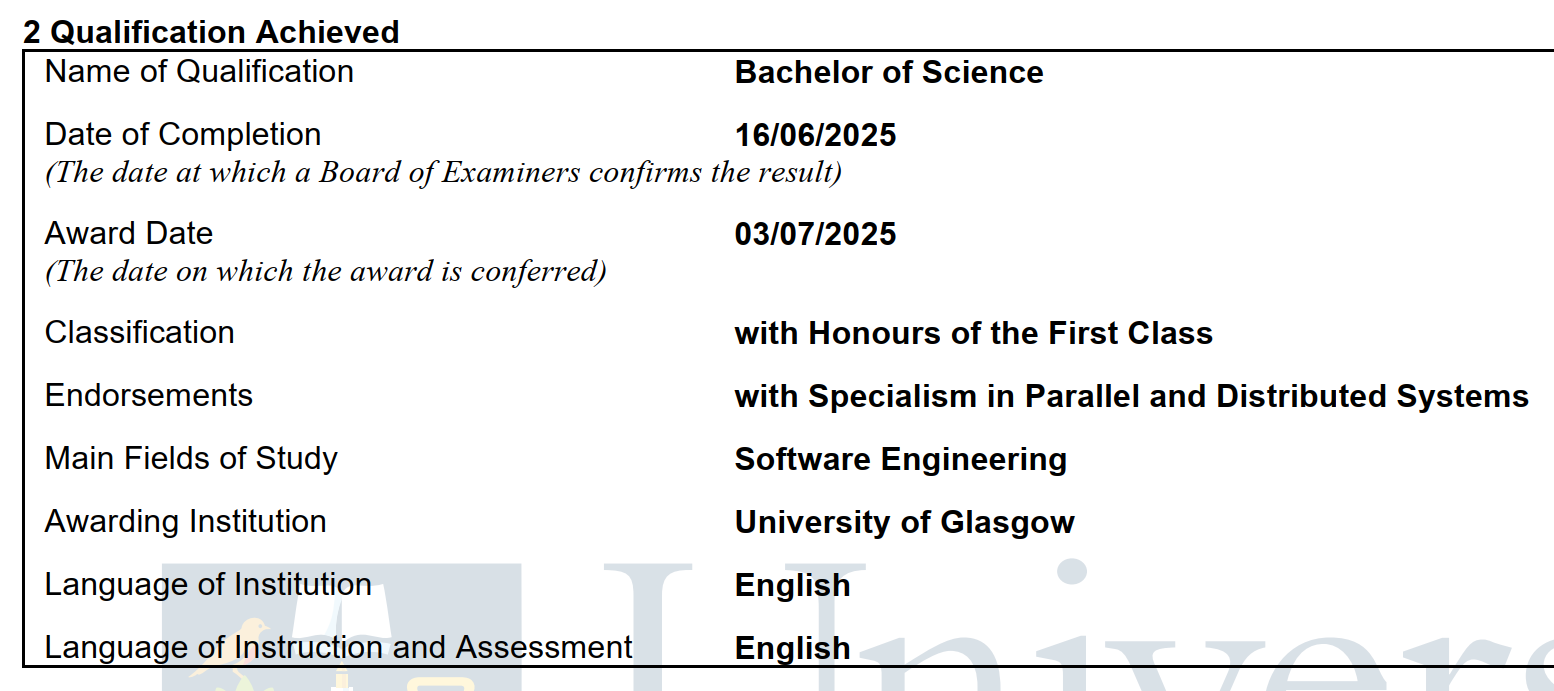 2 Qualification Achieved
Name of Qualification Bachelor of Science
Date of Completion 16/06/2025
(The date at which a Board of Examiners confirms the result)
Award Date 03/07/2025
(The date on which the award is conferred)
Classification with Honours of the First Class
Endorsements with Specialism in Parallel and Distributed Systems
Main Fields of Study Software Engineering
Awarding Institution University of Glasgow
Language of Institution English
Language of Instruction and Assessment English
Univers